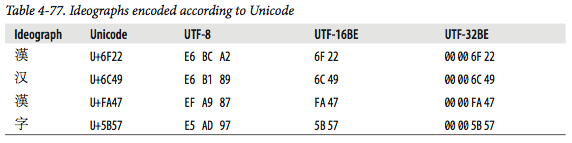 Table 4-77. Ideographs encoded according to Unicode
Ideograph Unicode UTF-8 UTF-16BE UTF-32BE
漢 U+6F22 E6 BC A2 6F 22 00 00 6F 22
汉 U+6C49 E6 B1 89 6C 49 00 00 6C 49
漢 U+FA47 EF A9 87 FA 47 00 00 FA 47
字 U+5B57 E5 AD 97 5B 57 00 00 5B 57